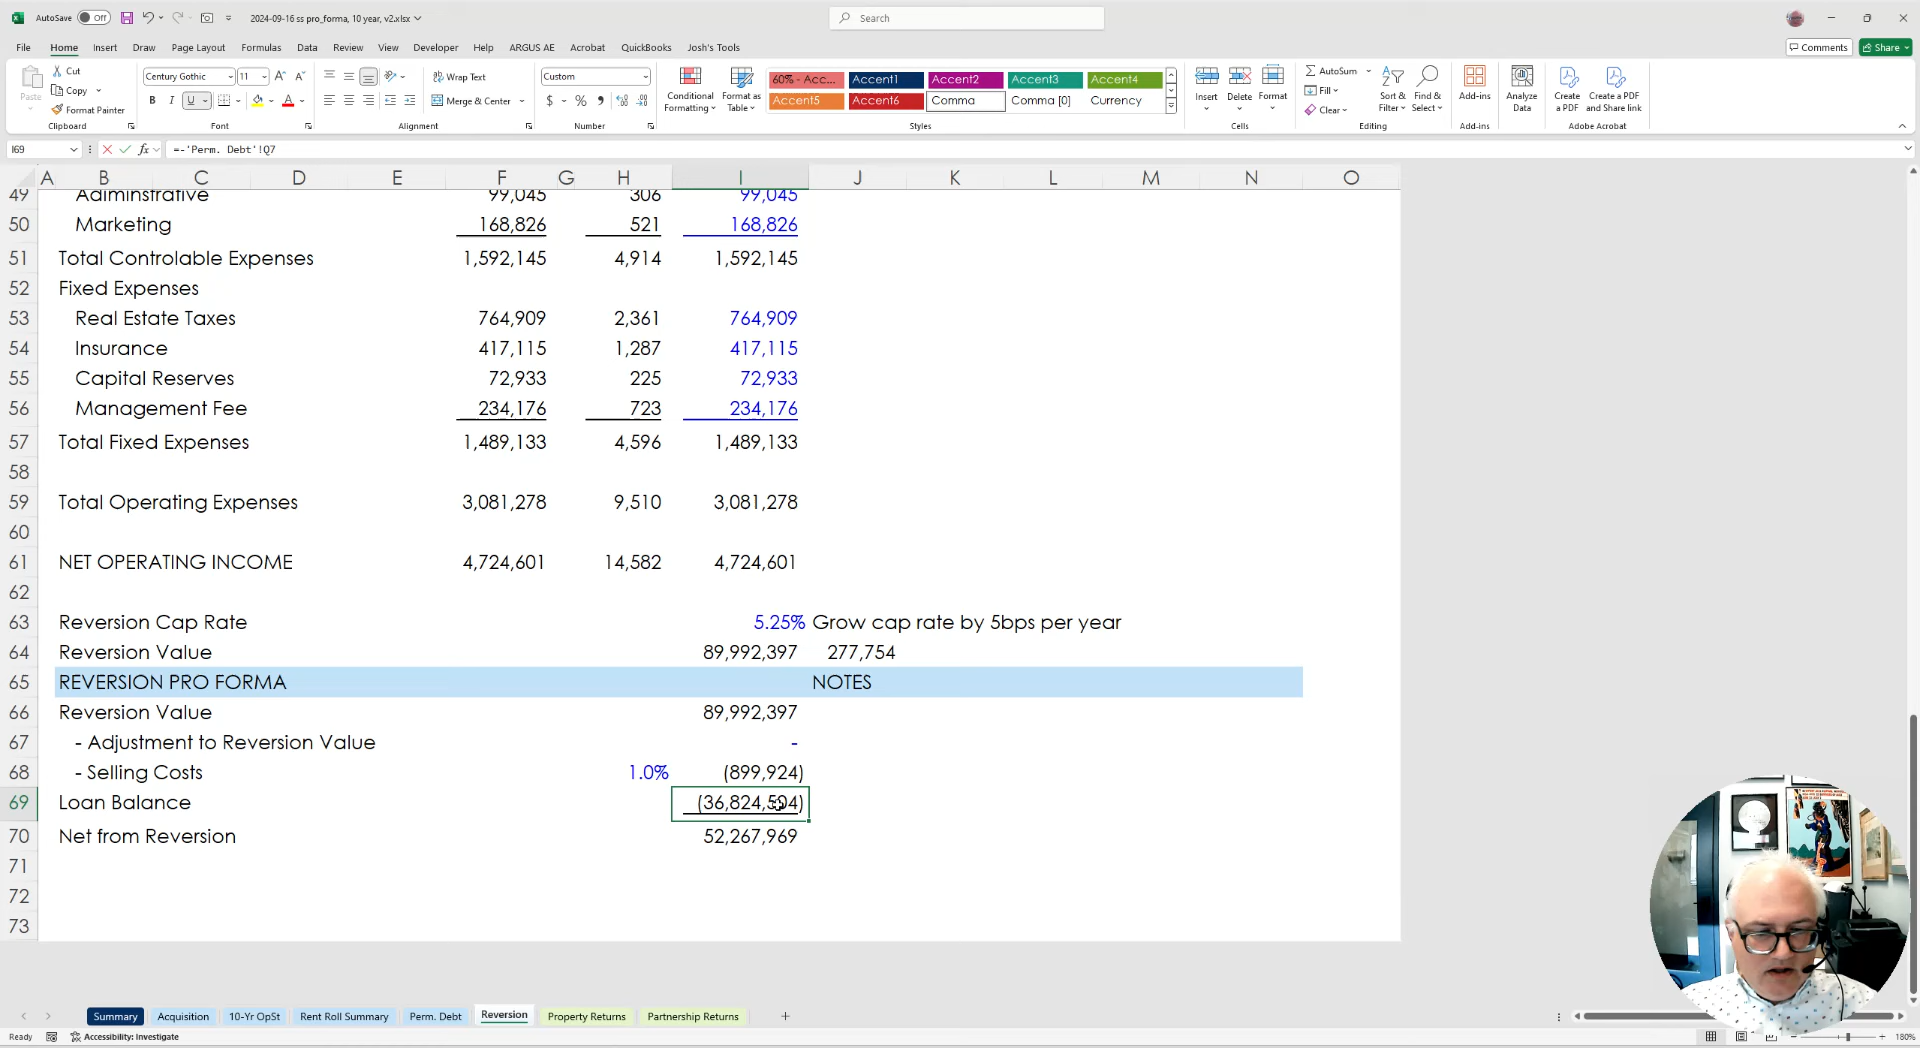 AutoSave Off 2024-09-16 ss pro_forma, 10 year, v2.xlsx Search
File Home Insert Draw Page Layout Formulas Data Review View Developer Help ARGUS AE Acrobat QuickBooks Josh's Tools Comments Share
Paste Cut Copy Format Painter Clipboard
Century Gothic 11 B I U Font
Wrap Text Merge & Center Alignment
Custom $ % Number
Conditional Formatting Format as Table
60% - Acc... Accent1 Accent2 Accent3 Accent4
Accent5 Accent6 Comma Comma [0] Currency
Styles
Insert Delete Format Cells
AutoSum Fill Clear Sort & Filter Find & Select Editing
Add-ins Add-ins
Analyze Data
Create a PDF Create a PDF and Share link Adobe Acrobat
I69 fx =-'Perm. Debt'!Q7
A B C D E F G H I J K L M N O
49 Adminstrative 99,045 306 99,045
50 Marketing 168,826 521 168,826
51 Total Controlable Expenses 1,592,145 4,914 1,592,145
52 Fixed Expenses
53 Real Estate Taxes 764,909 2,361 764,909
54 Insurance 417,115 1,287 417,115
55 Capital Reserves 72,933 225 72,933
56 Management Fee 234,176 723 234,176
57 Total Fixed Expenses 1,489,133 4,596 1,489,133
58
59 Total Operating Expenses 3,081,278 9,510 3,081,278
60
61 NET OPERATING INCOME 4,724,601 14,582 4,724,601
62
63 Reversion Cap Rate 5.25% Grow cap rate by 5bps per year
64 Reversion Value 89,992,397 277,754
65 REVERSION PRO FORMA NOTES
66 Reversion Value 89,992,397
67 - Adjustment to Reversion Value -
68 - Selling Costs 1.0% (899,924)
69 Loan Balance (36,824,504)
70 Net from Reversion 52,267,969
71
72
73
Summary Acquisition 10-Yr OpSt Rent Roll Summary Perm. Debt Reversion Property Returns Partnership Returns
Ready Accessibility: Investigate 180%